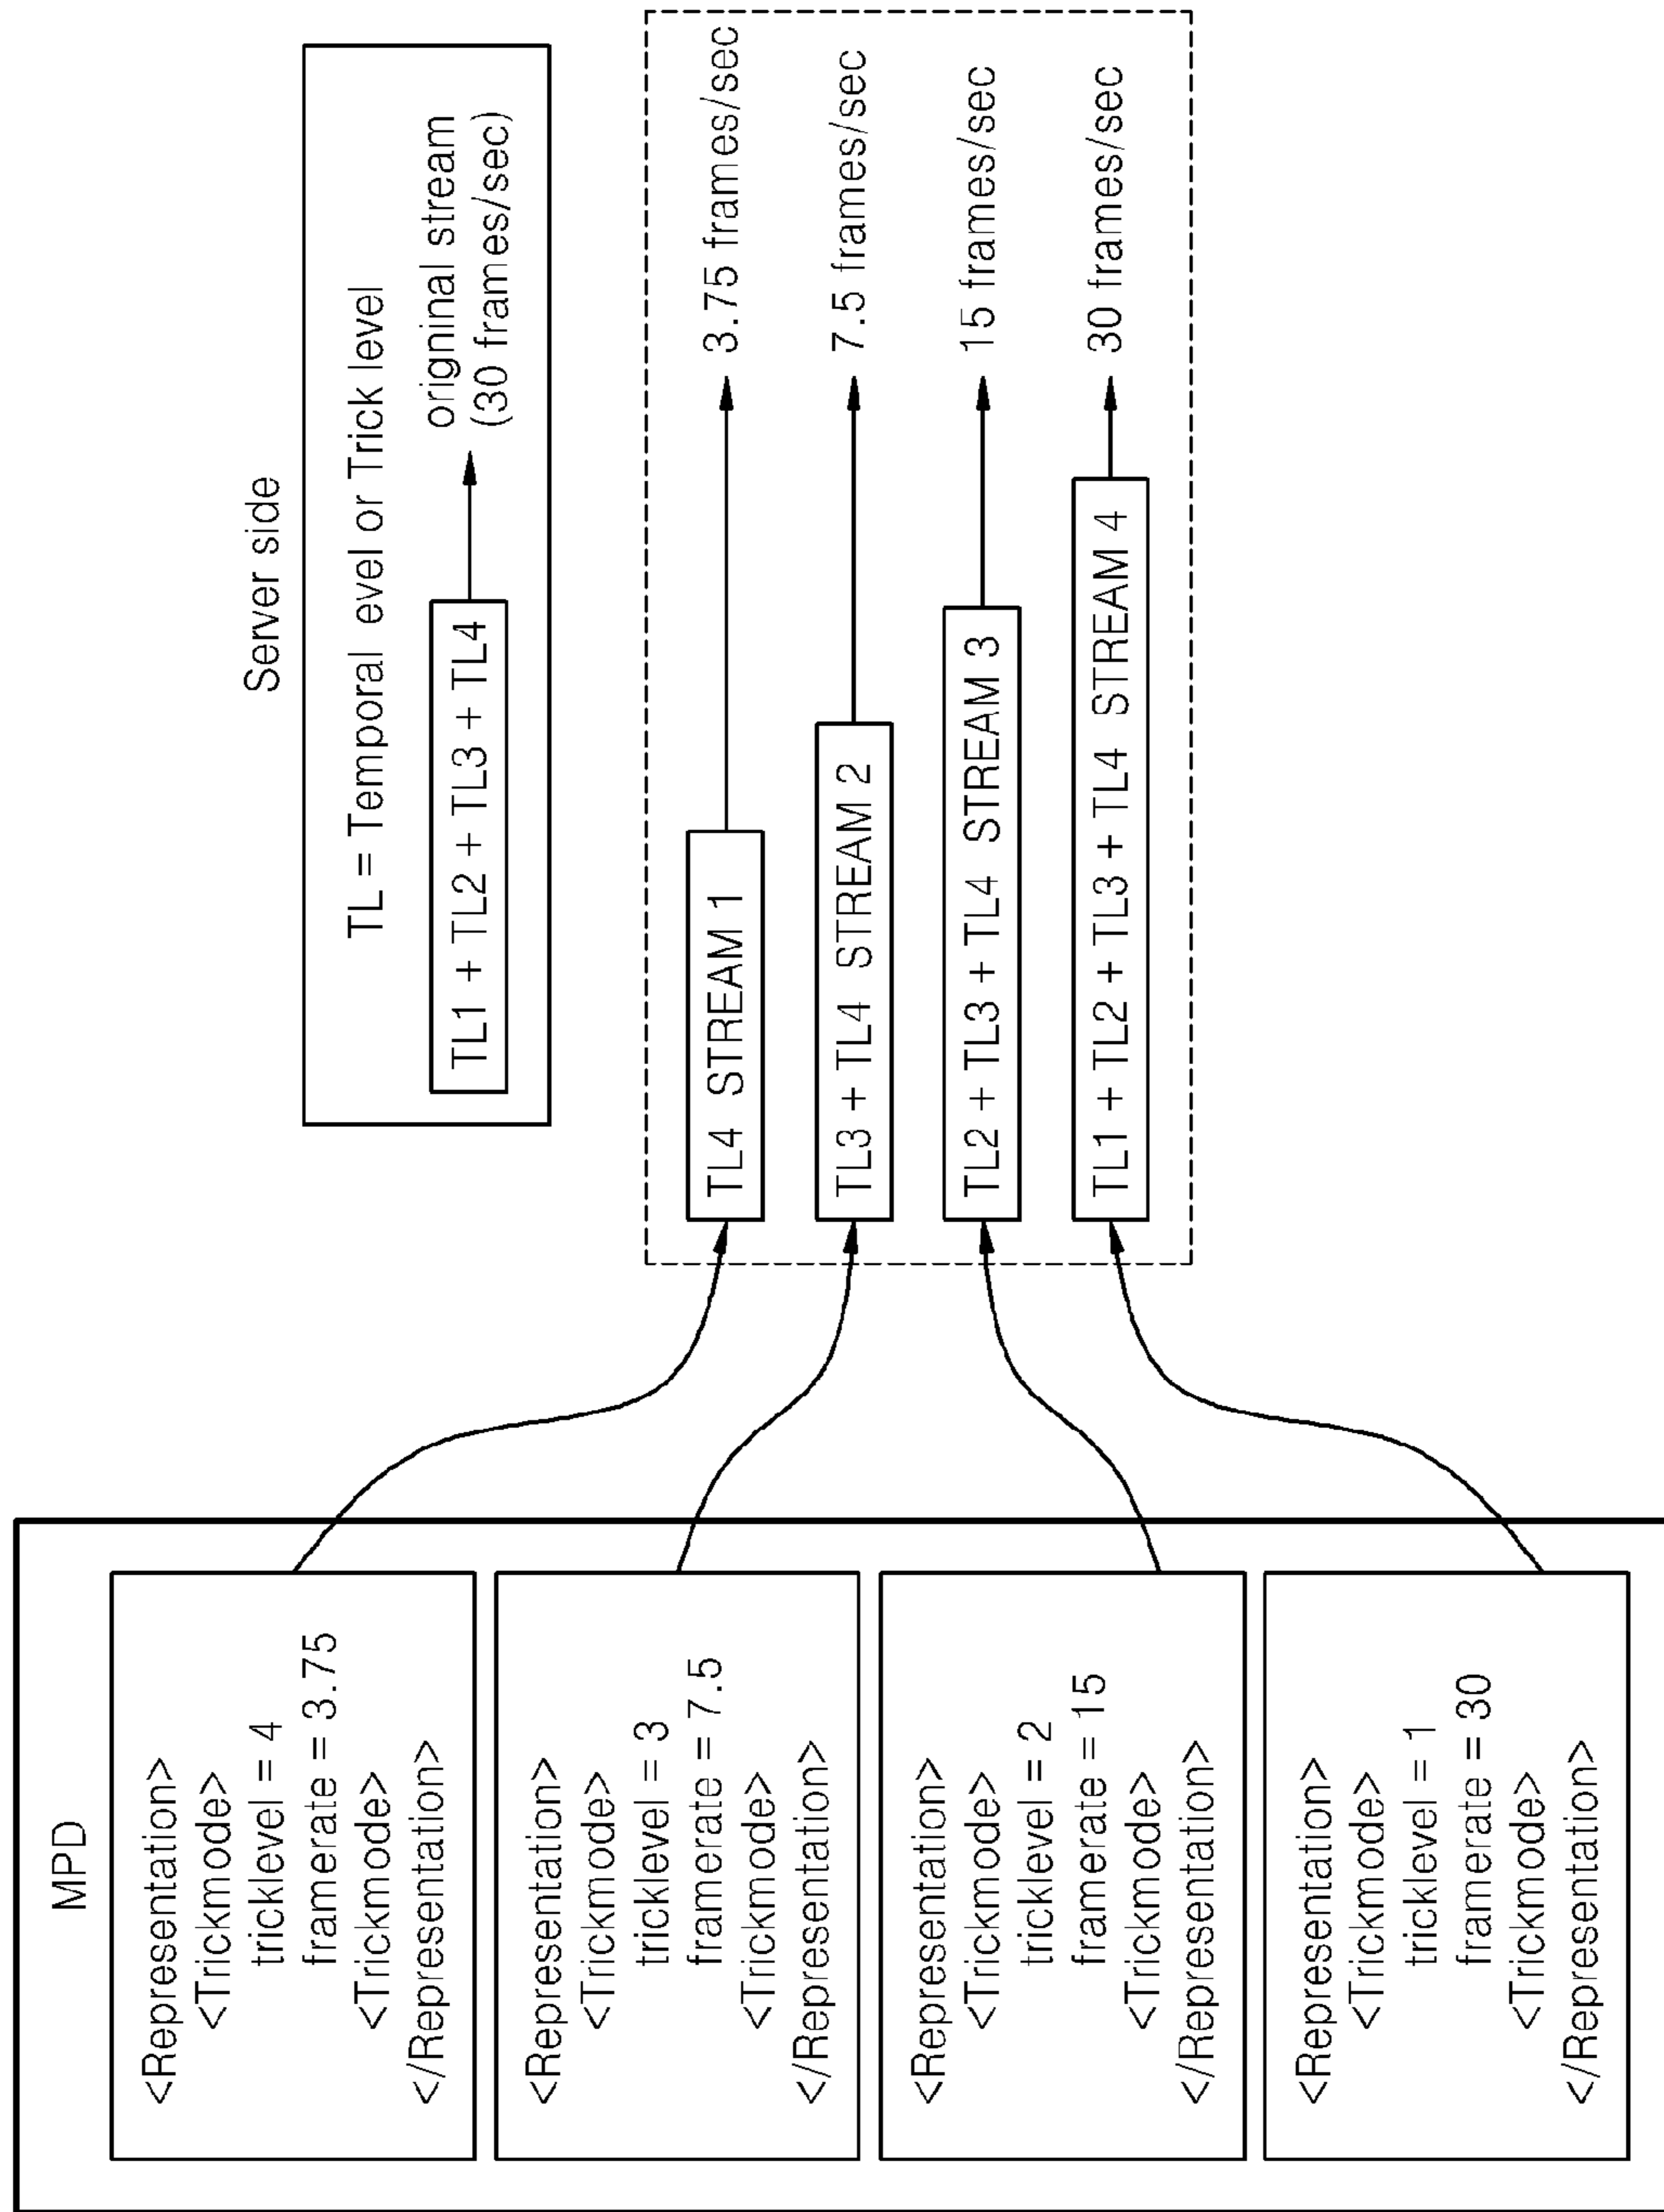 MPD
<Representation>
<Trickmode>
tricklevel = 4
framerate = 3.75
<Trickmode>
</Representation>
<Representation>
<Trickmode>
tricklevel = 3
framerate = 7.5
<Trickmode>
</Representation>
<Representation>
<Trickmode>
tricklevel = 2
framerate = 15
<Trickmode>
</Representation>
<Representation>
<Trickmode>
tricklevel = 1
framerate = 30
<Trickmode>
</Representation>
Server side
TL = Temporal evel or Trick level
TL1 + TL2 + TL3 + TL4
origninal stream
(30 frames/sec)
TL4 STREAM 1
3.75 frames/sec
TL3 + TL4 STREAM 2
7.5 frames/sec
TL2 + TL3 + TL4 STREAM 3
15 frames/sec
TL1 + TL2 + TL3 + TL4 STREAM 4
30 frames/sec